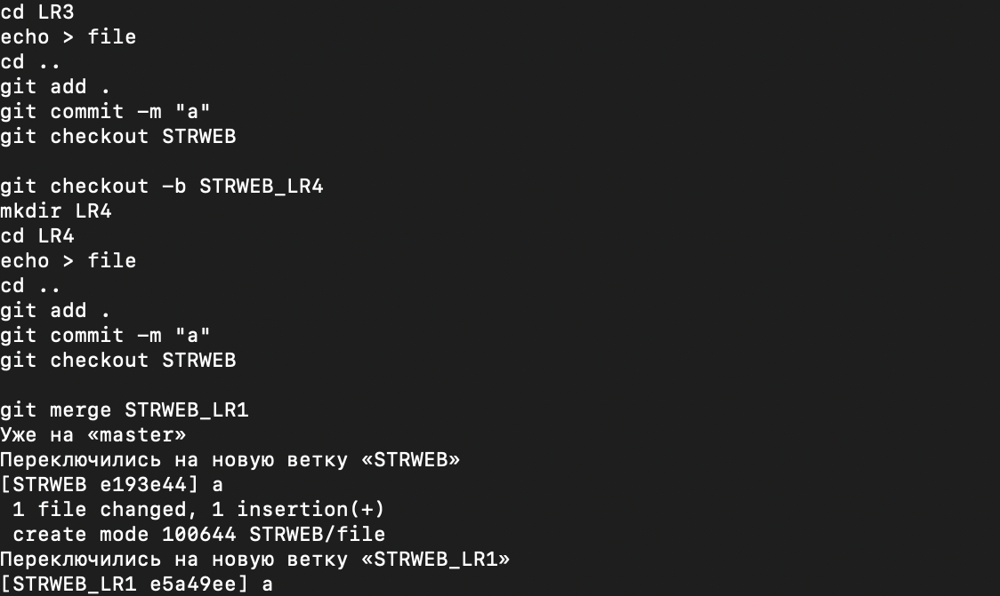 cd LR3
echo > file
cd ..
git add .
git commit -m "a"
git checkout STRWEB
git checkout -b STRWEB_LR4
mkdir LR4
cd LR4
echo > file
cd ..
git add .
git commit -m "a"
git checkout STRWEB
git merge STRWEB_LR1
Уже на «master»
Переключились на новую ветку «STRWEB»
[STRWEB e193e44] a
 1 file changed, 1 insertion(+)
 create mode 100644 STRWEB/file
Переключились на новую ветку «STRWEB_LR1»
[STRWEB_LR1 e5a49ee] a